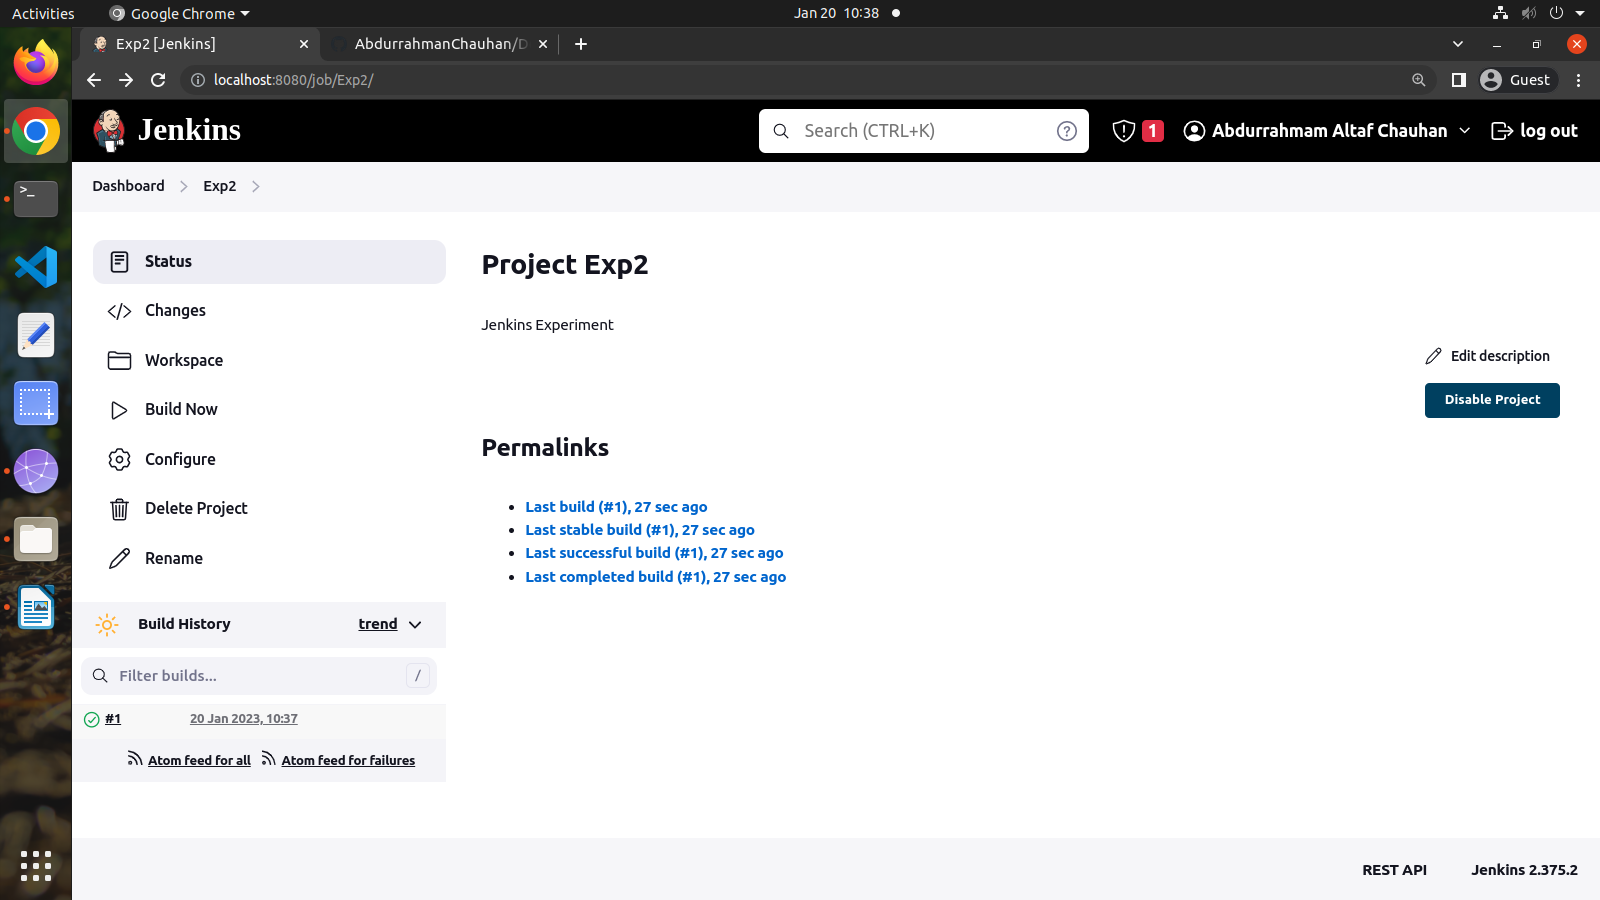 Activities
Google Chrome
Jan 20 10:38
Exp2 [Jenkins]
AbdurrahmanChauhan/D
localhost:8080/job/Exp2/
Guest
Jenkins
Search (CTRL+K)
?
1
Abdurrahmam Altaf Chauhan
log out
Dashboard
Exp2
Status
Changes
Workspace
Build Now
Configure
Delete Project
Rename
Project Exp2
Jenkins Experiment
Edit description
Disable Project
Permalinks
Last build (#1), 27 sec ago
Last stable build (#1), 27 sec ago
Last successful build (#1), 27 sec ago
Last completed build (#1), 27 sec ago
Build History
trend
Filter builds...
/
#1
20 Jan 2023, 10:37
Atom feed for all
Atom feed for failures
REST API
Jenkins 2.375.2